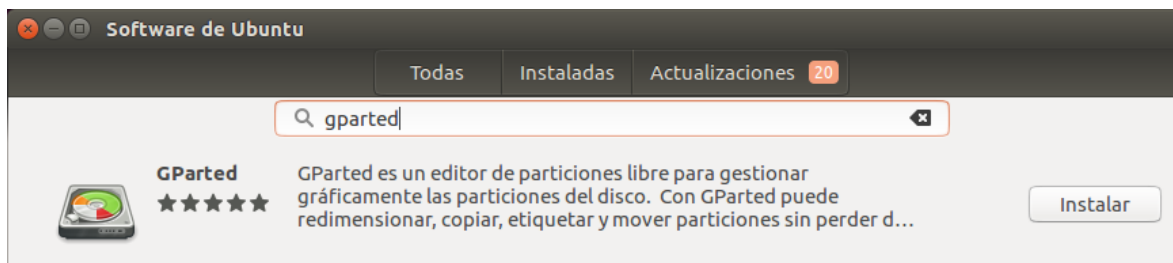 Software de Ubuntu
Todas Instaladas Actualizaciones 20
gparted
GParted
GParted es un editor de particiones libre para gestionar
gráficamente las particiones del disco. Con GParted puede
redimensionar, copiar, etiquetar y mover particiones sin perder d...
Instalar